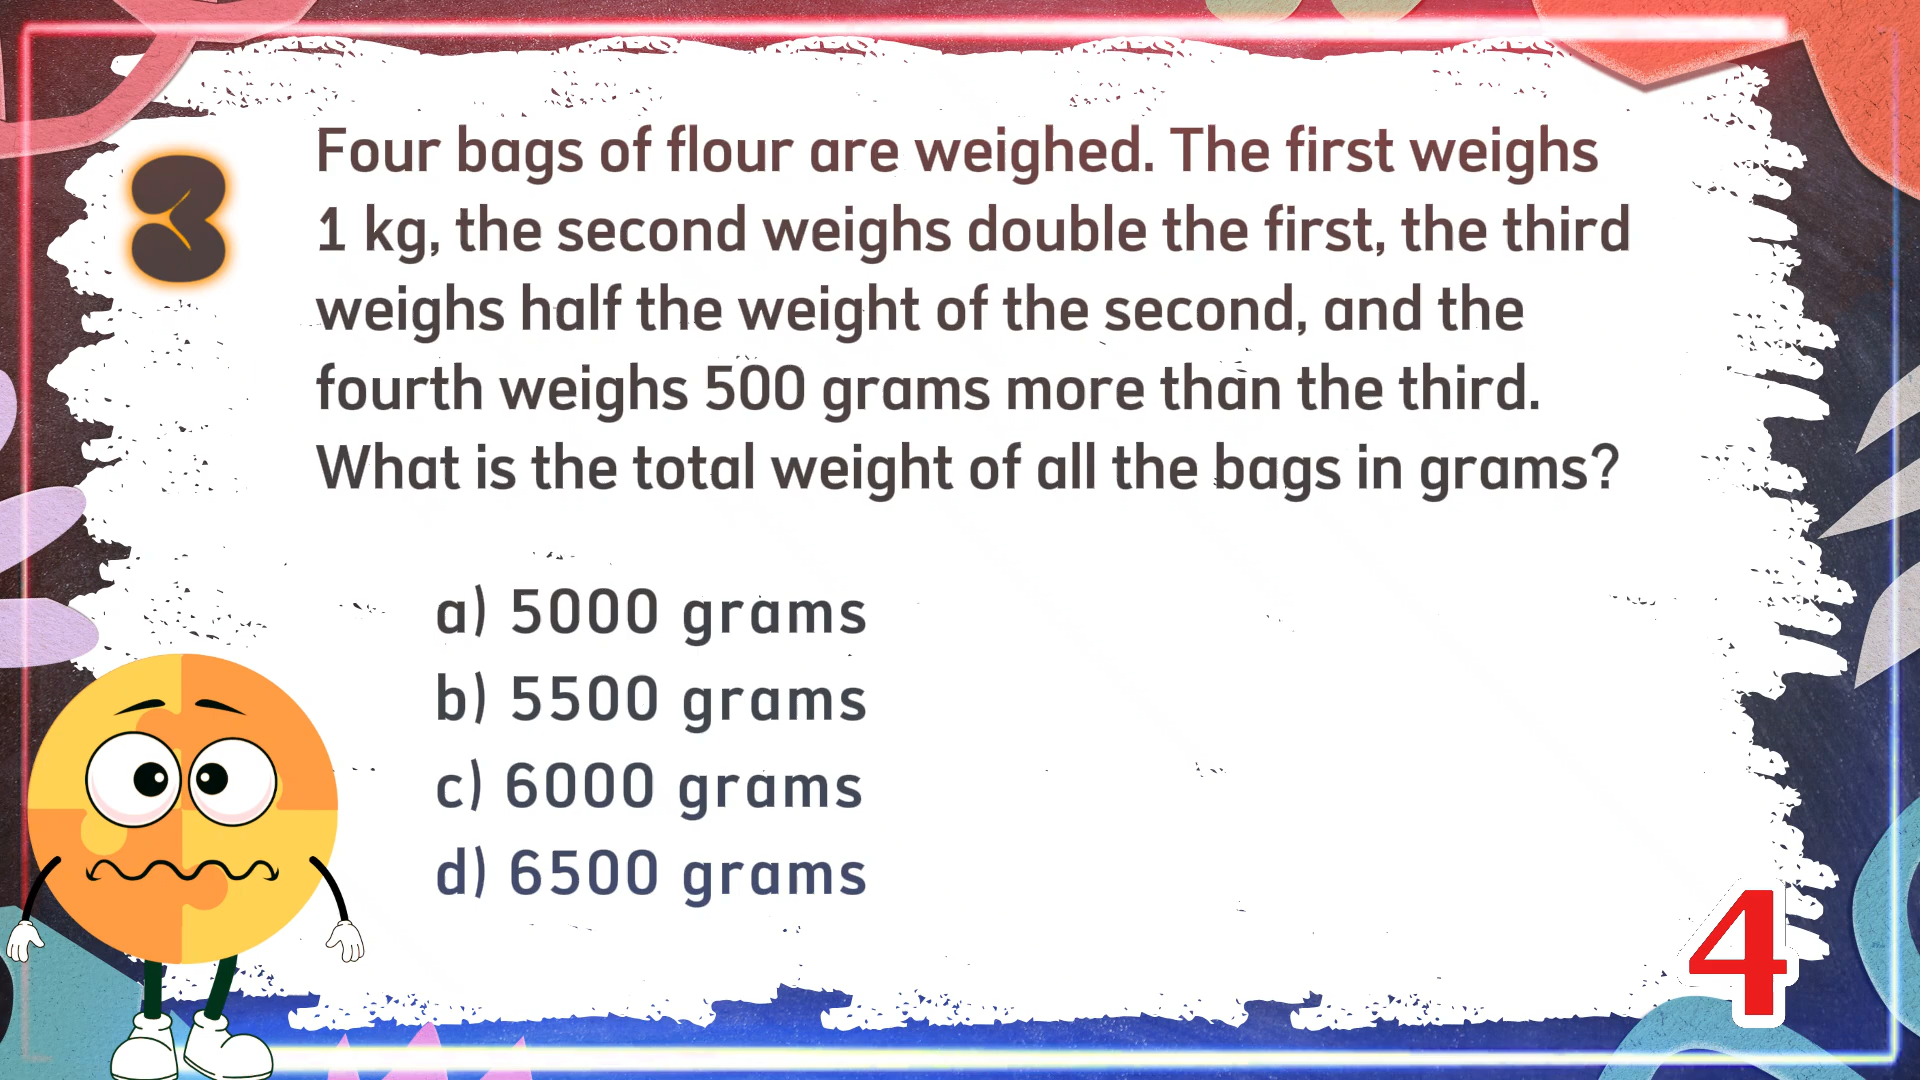 3
Four bags of flour are weighed. The first weighs
1 kg, the second weighs double the first, the third
weighs half the weight of the second, and the
fourth weighs 500 grams more than the third.
What is the total weight of all the bags in grams?
a) 5000 grams
b) 5500 grams
c) 6000 grams
d) 6500 grams
4